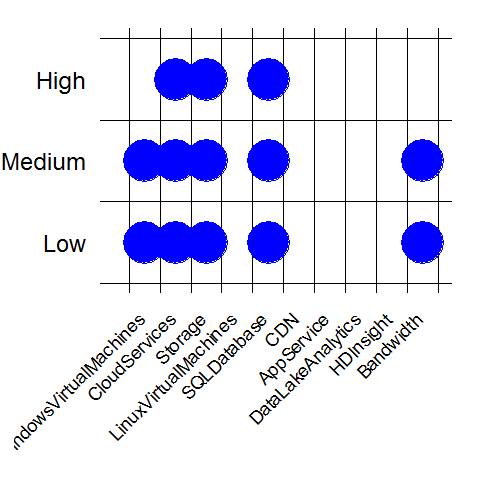 High
Medium
Low
ndowsVirtualMachines
CloudServices
Storage
LinuxVirtualMachines
SQLDatabase
CDN
AppService
DataLakeAnalytics
HDInsight
Bandwidth